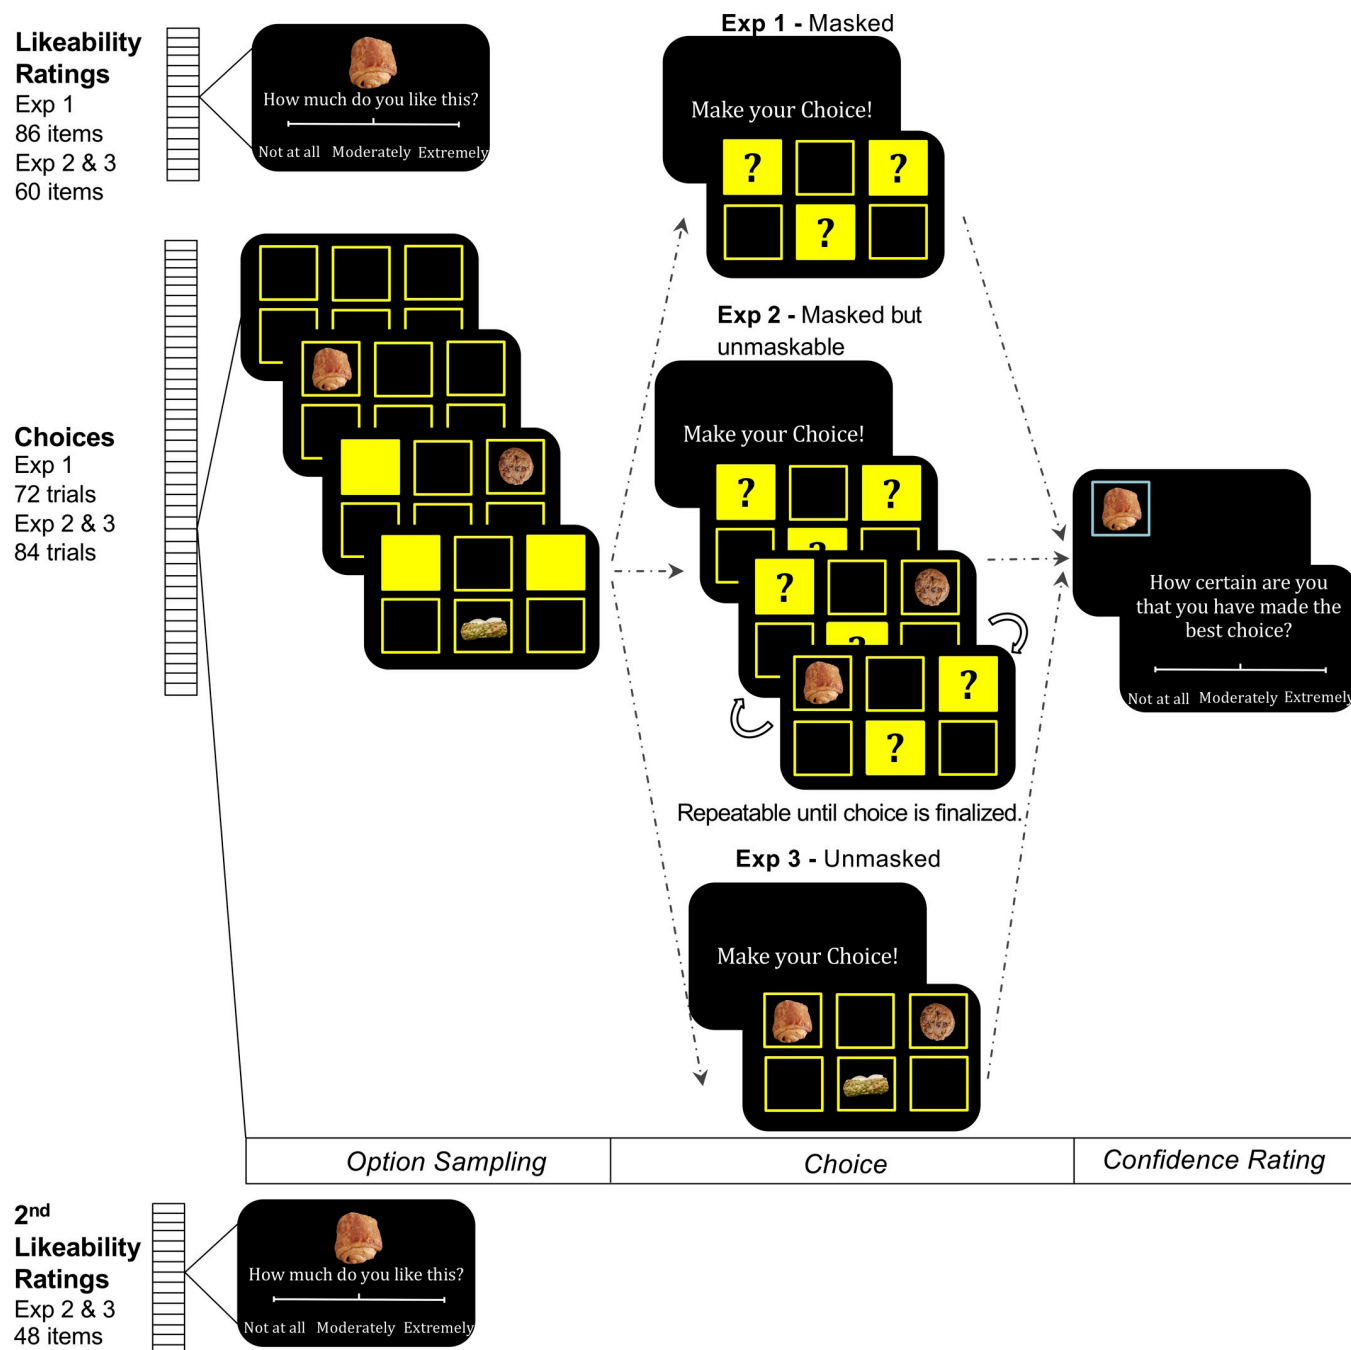 Likeability
Ratings
Exp 1
86 items
Exp 2 & 3
60 items
How much do you like this?
Not at all Moderately Extremely
Choices
Exp 1
72 trials
Exp 2 & 3
84 trials
Exp 1 - Masked
Make your Choice!
? ?
?
Exp 2 - Masked but
unmaskable
Make your Choice!
? ?
?
?
?
?
?
Repeatable until choice is finalized.
Exp 3 - Unmasked
Make your Choice!
How certain are you
that you have made the
best choice?
Not at all Moderately Extremely
Option Sampling
Choice
Confidence Rating
2nd
Likeability
Ratings
Exp 2 & 3
48 items
How much do you like this?
Not at all Moderately Extremely